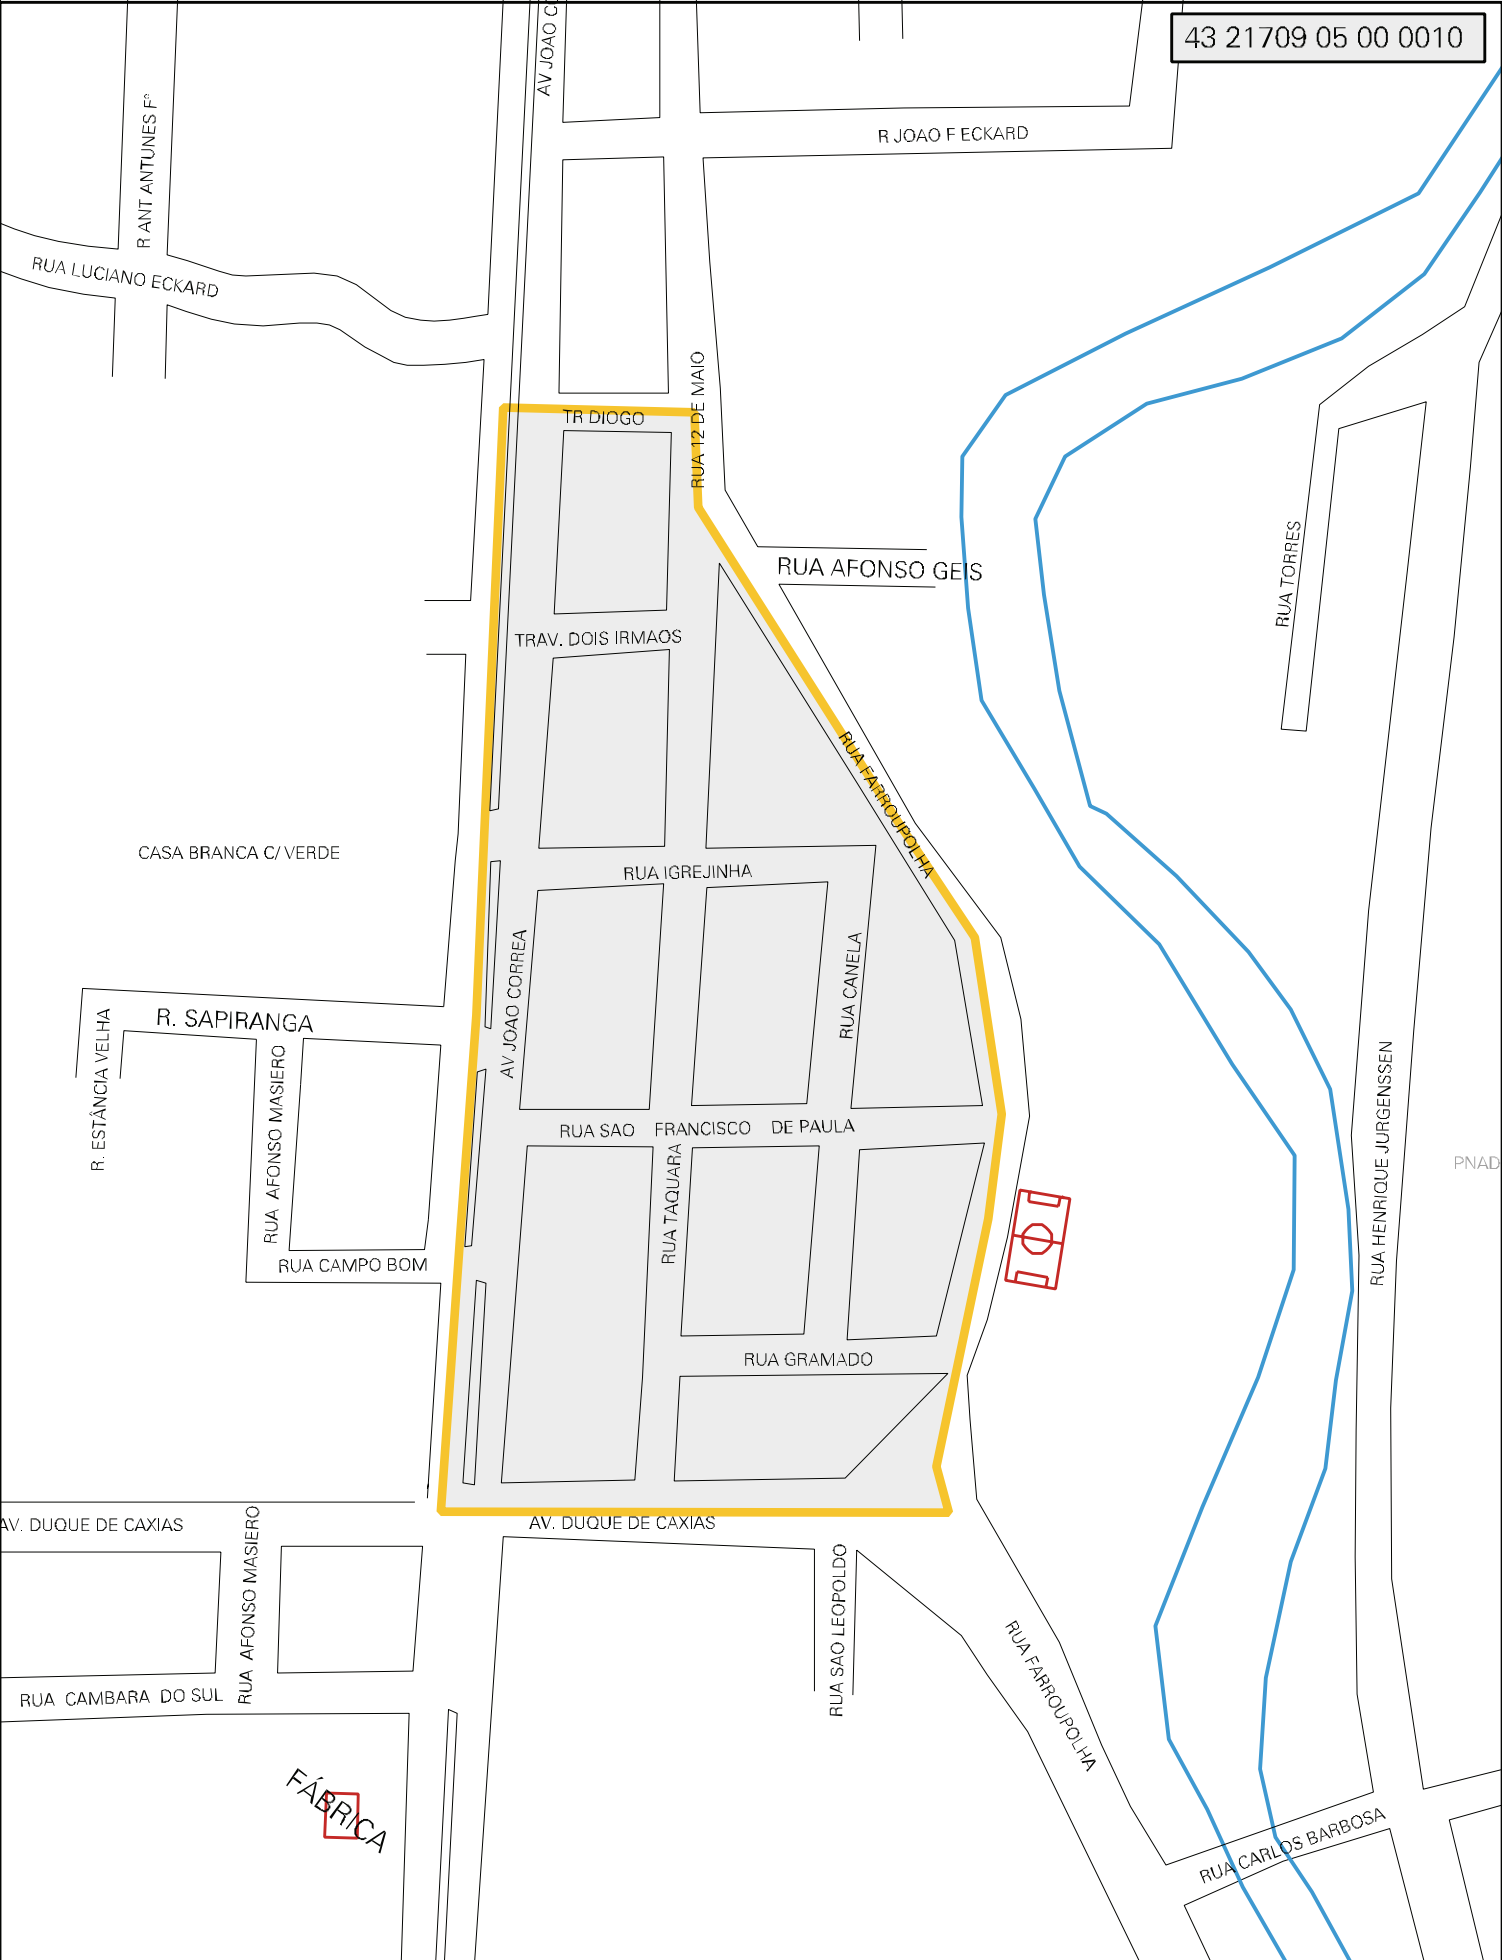 AV JOAO CO
43 21709 05 00 0010
R JOAO F ECKARD
R ANT ANTUNES Fº
RUA LUCIANO ECKARD
RUA 12 DE MAIO
TR DIOGO
RUA AFONSO GEIS
RUA TORRES
TRAV. DOIS IRMAOS
RUA FARROUPOLHA
CASA BRANCA C/ VERDE
RUA IGREJINHA
AV JOAO CORREA
RUA CANELA
R. SAPIRANGA
R. ESTÂNCIA VELHA
RUA AFONSO MASIERO
RUA HENRIQUE JURGENSSEN
RUA SAO FRANCISCO DE PAULA
RUA TAQUARA
PNAD
RUA CAMPO BOM
RUA GRAMADO
AV. DUQUE DE CAXIAS
AV. DUQUE DE CAXIAS
RUA AFONSO MASIERO
RUA SAO LEOPOLDO
RUA FARROUPOLHA
RUA CAMBARA DO SUL
FÁBRICA
RUA CARLOS BARBOSA